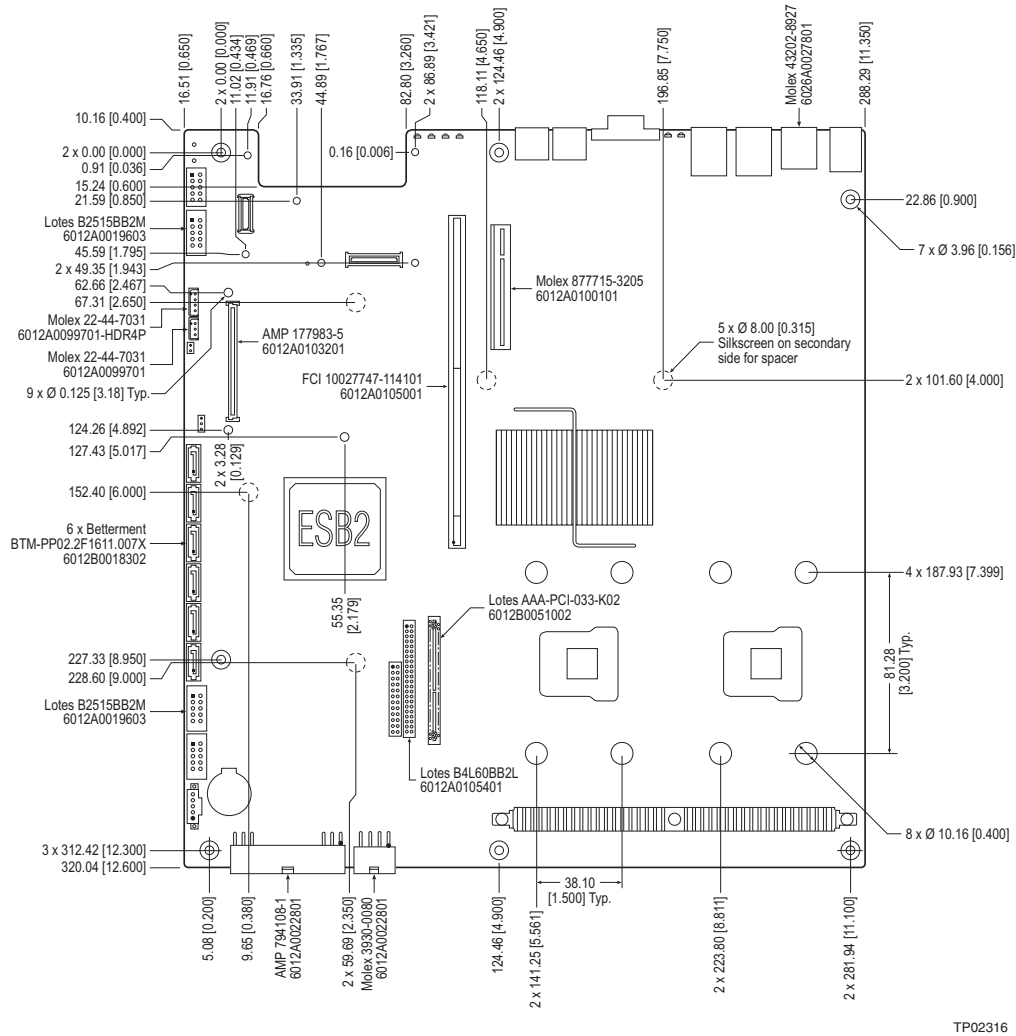 16.51 [0.650]
2 x 0.00 [0.000]
11.02 [0.434]
11.91 [0.469]
16.76 [0.660]
33.91 [1.335]
44.89 [1.767]
82.80 [3.260]
2 x 86.89 [3.421]
118.11 [4.650]
2 x 124.46 [4.900]
196.85 [7.750]
Molex 43202-8927
6026A0027801
288.29 [11.350]
10.16 [0.400]
2 x 0.00 [0.000]
0.91 [0.036]
15.24 [0.600]
21.59 [0.850]
Lotes B2515BB2M
6012A0019603
45.59 [1.795]
2 x 49.35 [1.943]
62.66 [2.467]
67.31 [2.650]
Molex 22-44-7031
6012A0099701-HDR4P
Molex 22-44-7031
6012A0099701
9 x Ø 0.125 [3.18] Typ.
124.26 [4.892]
127.43 [5.017]
152.40 [6.000]
6 x Betterment
BTM-PP02.2F1611.007X
6012B0018302
227.33 [8.950]
228.60 [9.000]
Lotes B2515BB2M
6012A0019603
3 x 312.42 [12.300]
320.04 [12.600]
0.16 [0.006]
AMP 177983-5
6012A0103201
FCI 10027747-114101
6012A0105001
Molex 877715-3205
6012A0100101
5 x Ø 8.00 [0.315]
Silkscreen on secondary
side for spacer
22.86 [0.900]
7 x Ø 3.96 [0.156]
2 x 101.60 [4.000]
2 x 3.28
[0.129]
ESB2
55.35
[2.179]
Lotes AAA-PCI-033-K02
6012B0051002
4 x 187.93 [7.399]
81.28
[3.200] Typ.
Lotes B4L60BB2L
6012A0105401
8 x Ø 10.16 [0.400]
38.10
[1.500] Typ.
5.08 [0.200]
9.65 [0.380]
AMP 794108-1
6012A0022801
2 x 59.69 [2.350]
Molex 3930-0080
6012A0022801
124.46 [4.900]
2 x 141.25 [5.561]
2 x 223.80 [8.811]
2 x 281.94 [11.100]
TP02316